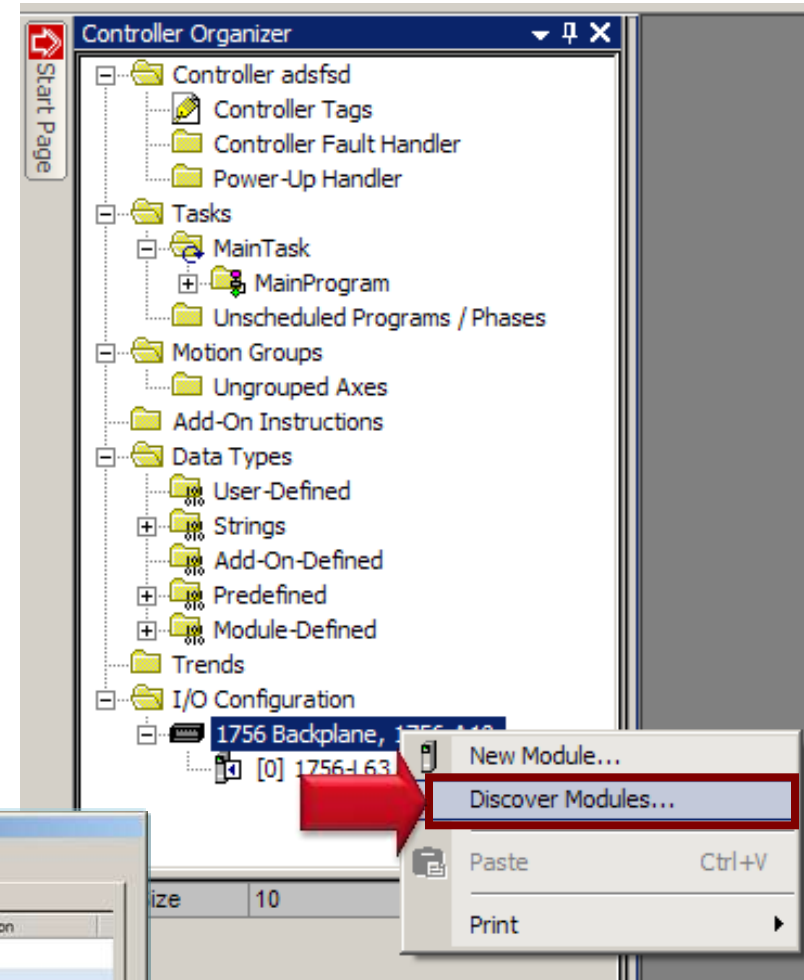 Start Page
Controller Organizer
Controller adsfsd
Controller Tags
Controller Fault Handler
Power-Up Handler
Tasks
MainTask
MainProgram
Unscheduled Programs / Phases
Motion Groups
Ungrouped Axes
Add-On Instructions
Data Types
User-Defined
Strings
Add-On-Defined
Predefined
Module-Defined
Trends
I/O Configuration
1756 Backplane,
[0] 1756-L63
New Module...
Discover Modules...
Paste Ctrl+V
Print
10